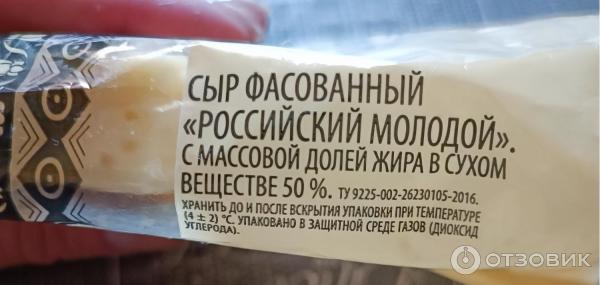 СЫР ФАСОВАННЫЙ
«РОССИЙСКИЙ МОЛОДОЙ».
С МАССОВОЙ ДОЛЕЙ ЖИРА В СУХОМ
ВЕЩЕСТВЕ 50 %. ТУ 9225-002-26230105-2016.
ХРАНИТЬ ДО И ПОСЛЕ ВСКРЫТИЯ УПАКОВКИ ПРИ ТЕМПЕРАТУРЕ
(4 ± 2) °С. УПАКОВАНО В ЗАЩИТНОЙ СРЕДЕ ГАЗОВ (ДИОКСИД
УГЛЕРОДА).
ОТЗОВИК